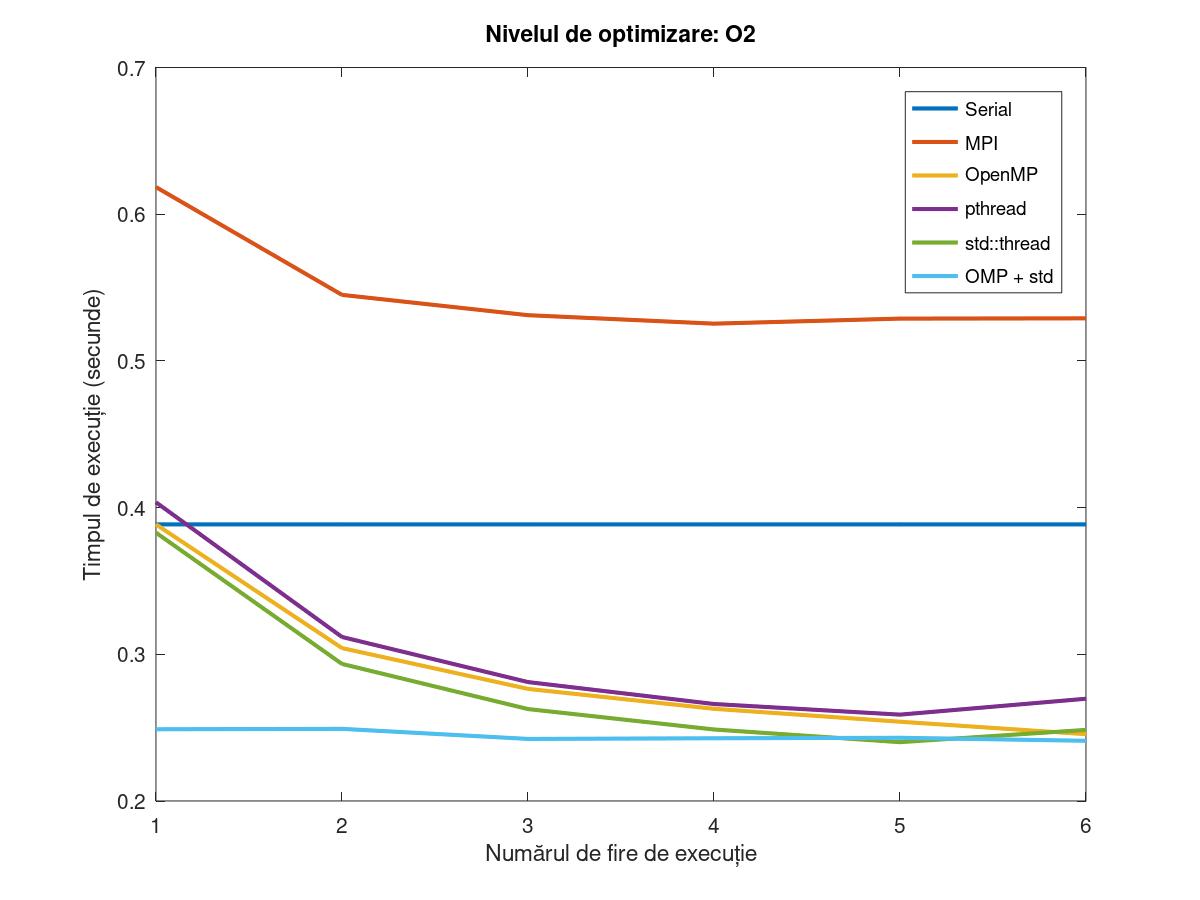 Nivelul de optimizare: O2
0.7
0.6
0.5
0.4
0.3
0.2
Timpul de execuție (secunde)
Serial
MPI
OpenMP
pthread
std::thread
OMP + std
1
2
3
4
5
6
Numărul de fire de execuție